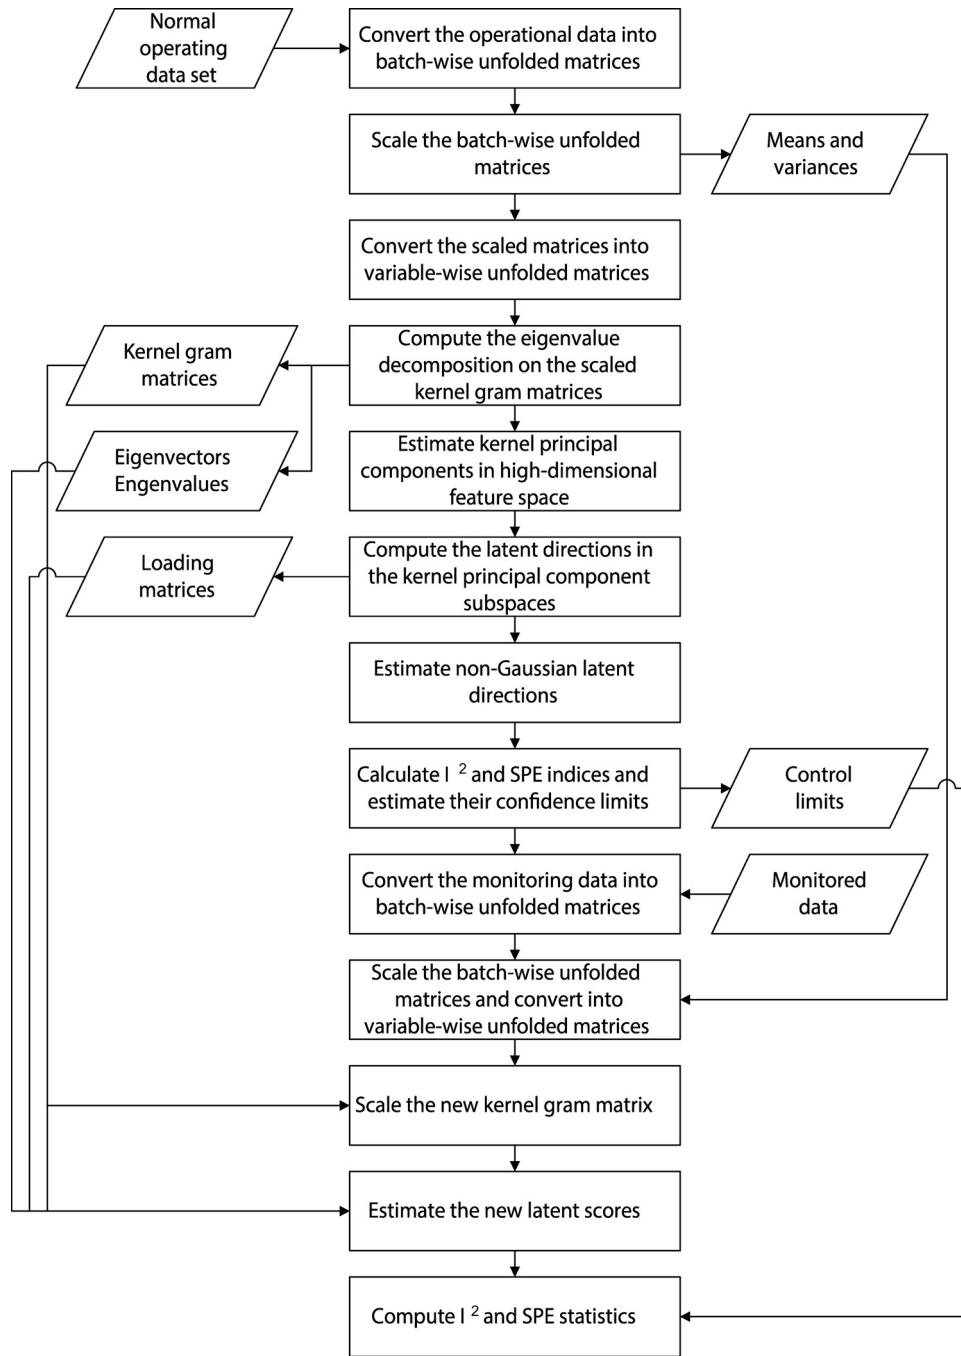 Normal
operating
data set
Convert the operational data into
batch-wise unfolded matrices
Scale the batch-wise unfolded
matrices
Means and
variances
Convert the scaled matrices into
variable-wise unfolded matrices
Kernel gram
matrices
Compute the eigenvalue
decomposition on the scaled
kernel gram matrices
Eigenvectors
Engenvalues
Estimate kernel principal
components in high-dimensional
feature space
Loading
matrices
Compute the latent directions in
the kernel principal component
subspaces
Estimate non-Gaussian latent
directions
Calculate I ² and SPE indices and
estimate their confidence limits
Control
limits
Convert the monitoring data into
batch-wise unfolded matrices
Monitored
data
Scale the batch-wise unfolded
matrices and convert into
variable-wise unfolded matrices
Scale the new kernel gram matrix
Estimate the new latent scores
Compute I ² and SPE statistics